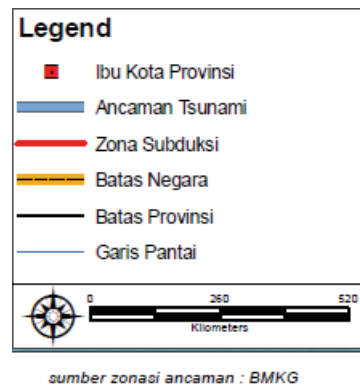 Legend
Ibu Kota Provinsi
Ancaman Tsunami
Zona Subduksi
Batas Negara
Batas Provinsi
Garis Pantai
0 260 520
Kilometers
sumber zonasi ancaman : BMKG